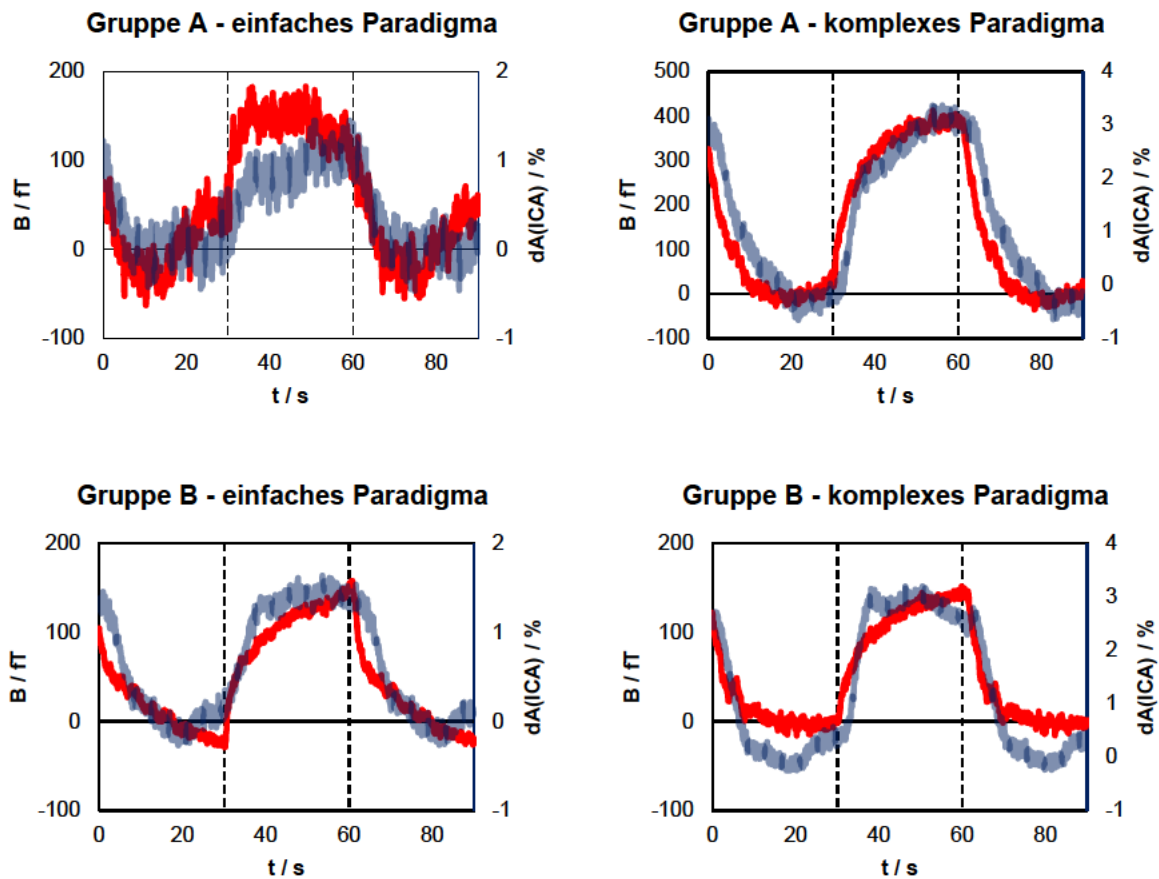 Gruppe A - einfaches Paradigma
200
100
0
-100
B / fT
2
1
0
-1
dA(ICA) / %
0 20 40 60 80
t / s
Gruppe A - komplexes Paradigma
500
400
300
200
100
0
-100
B / fT
4
3
2
1
0
-1
dA(ICA) / %
0 20 40 60 80
t / s
Gruppe B - einfaches Paradigma
200
100
0
-100
B / fT
2
1
0
-1
dA(ICA) / %
0 20 40 60 80
t / s
Gruppe B - komplexes Paradigma
200
100
0
-100
B / fT
4
3
2
1
0
-1
dA(ICA) / %
0 20 40 60 80
t / s